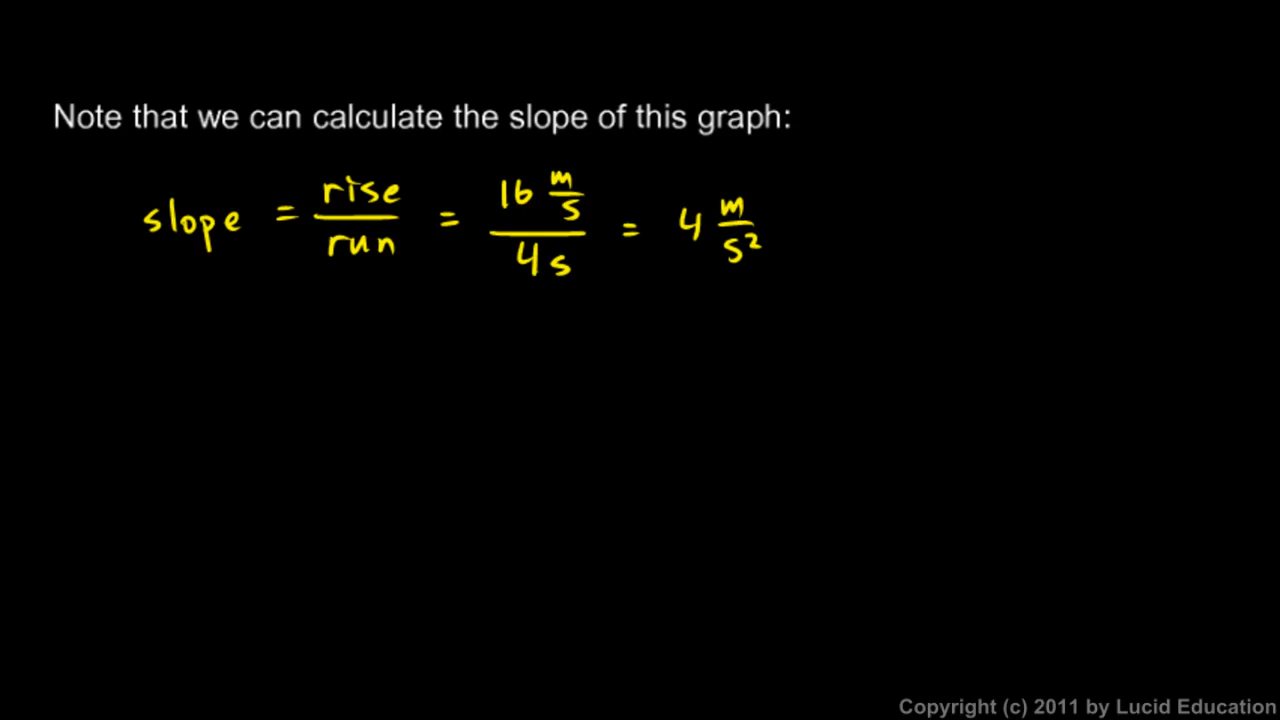 Note that we can calculate the slope of this graph:
slope = rise/run = 16 m/s / 4 s = 4 m/s²
Copyright (c) 2011 by Lucid Education